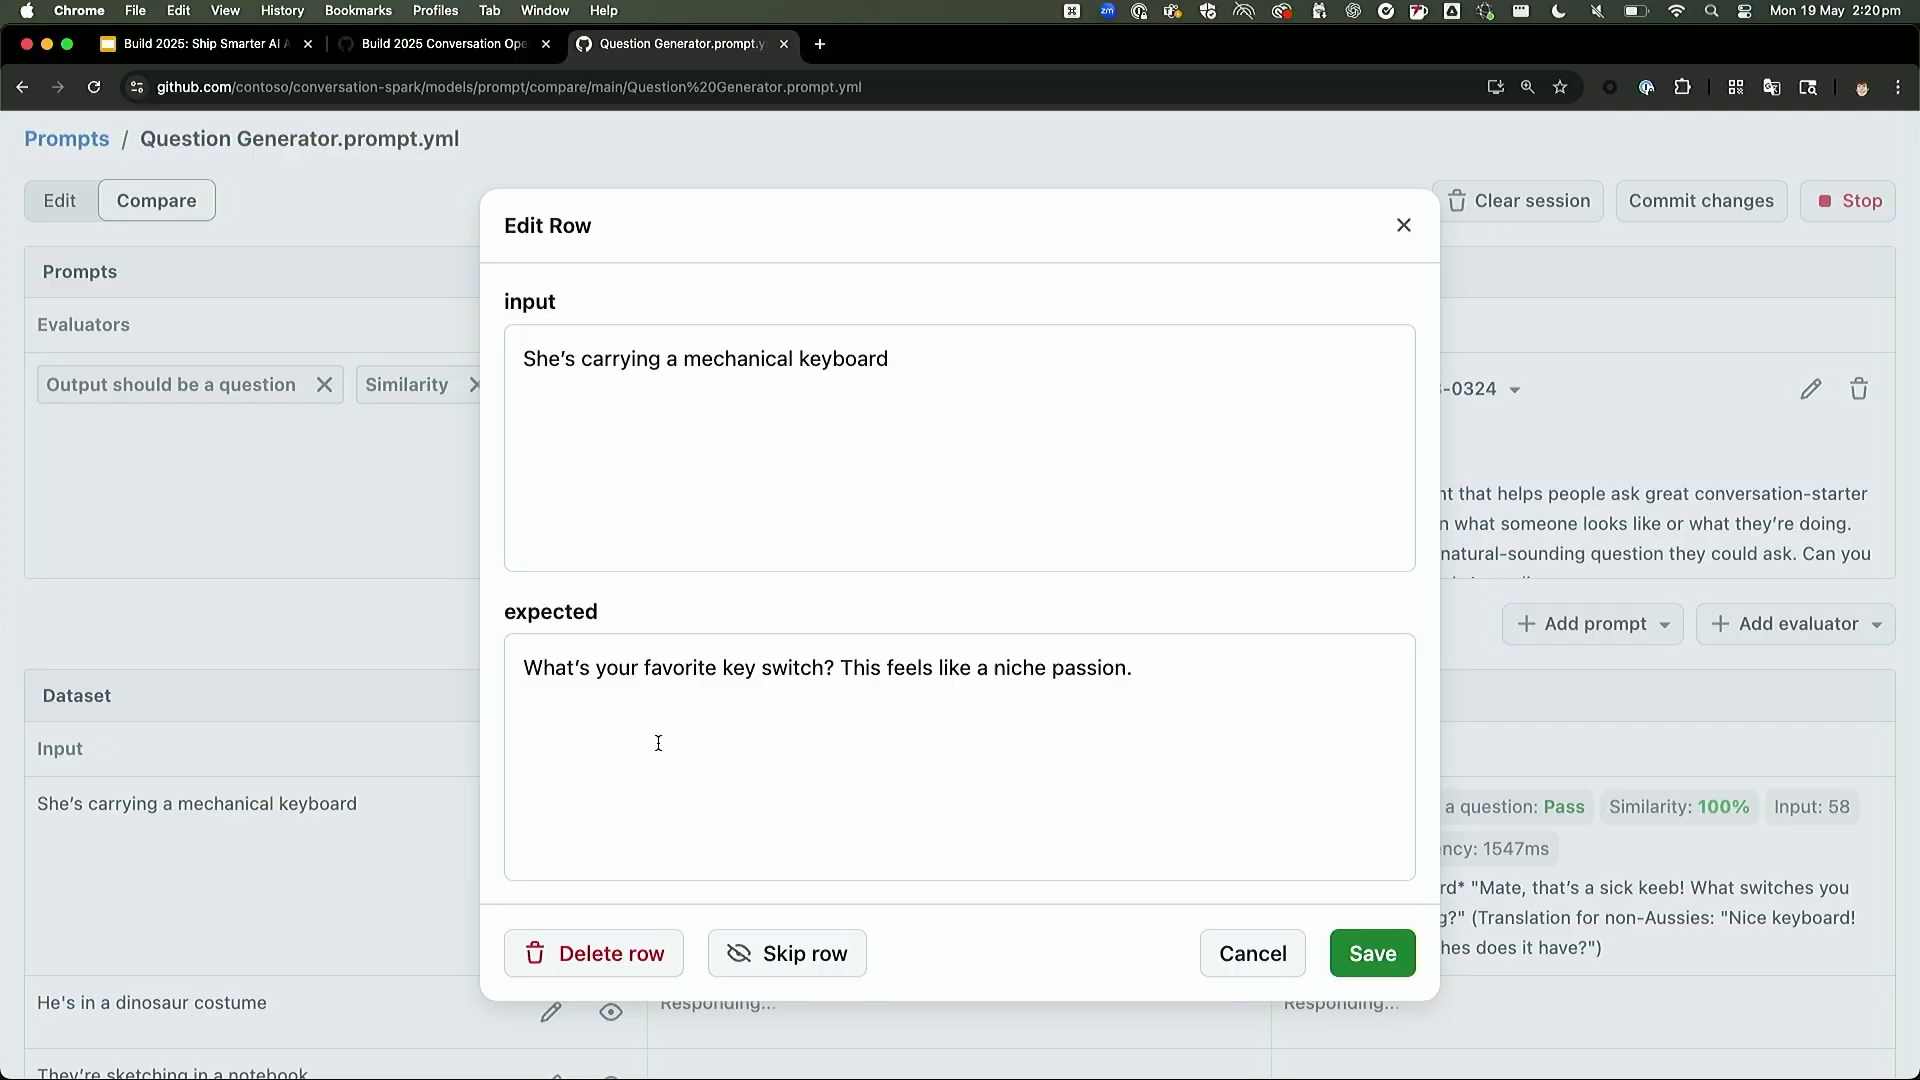 Chrome File Edit View History Bookmarks Profiles Tab Window Help
zm
Mon 19 May 2:20 pm
Build 2025: Ship Smarter AI A
Build 2025 Conversation Ope
Question Generator.prompt.y
github.com/contoso/conversation-spark/models/prompt/compare/main/Question%20Generator.prompt.yml
Prompts / Question Generator.prompt.yml
Edit Compare
Clear session Commit changes Stop
Edit Row
Prompts
input
Evaluators
She's carrying a mechanical keyboard
Output should be a question Similarity
-0324
nt that helps people ask great conversation-starter
n what someone looks like or what they're doing.
natural-sounding question they could ask. Can you
expected
Add prompt Add evaluator
What's your favorite key switch? This feels like a niche passion.
Dataset
Input
She's carrying a mechanical keyboard
a question: Pass Similarity: 100% Input: 58
ency: 1547ms
rd* "Mate, that's a sick keeb! What switches you
g?" (Translation for non-Aussies: "Nice keyboard!
hes does it have?")
Delete row Skip row Cancel Save
He's in a dinosaur costume
Responding...
Responding...
They're sketching in a notebook